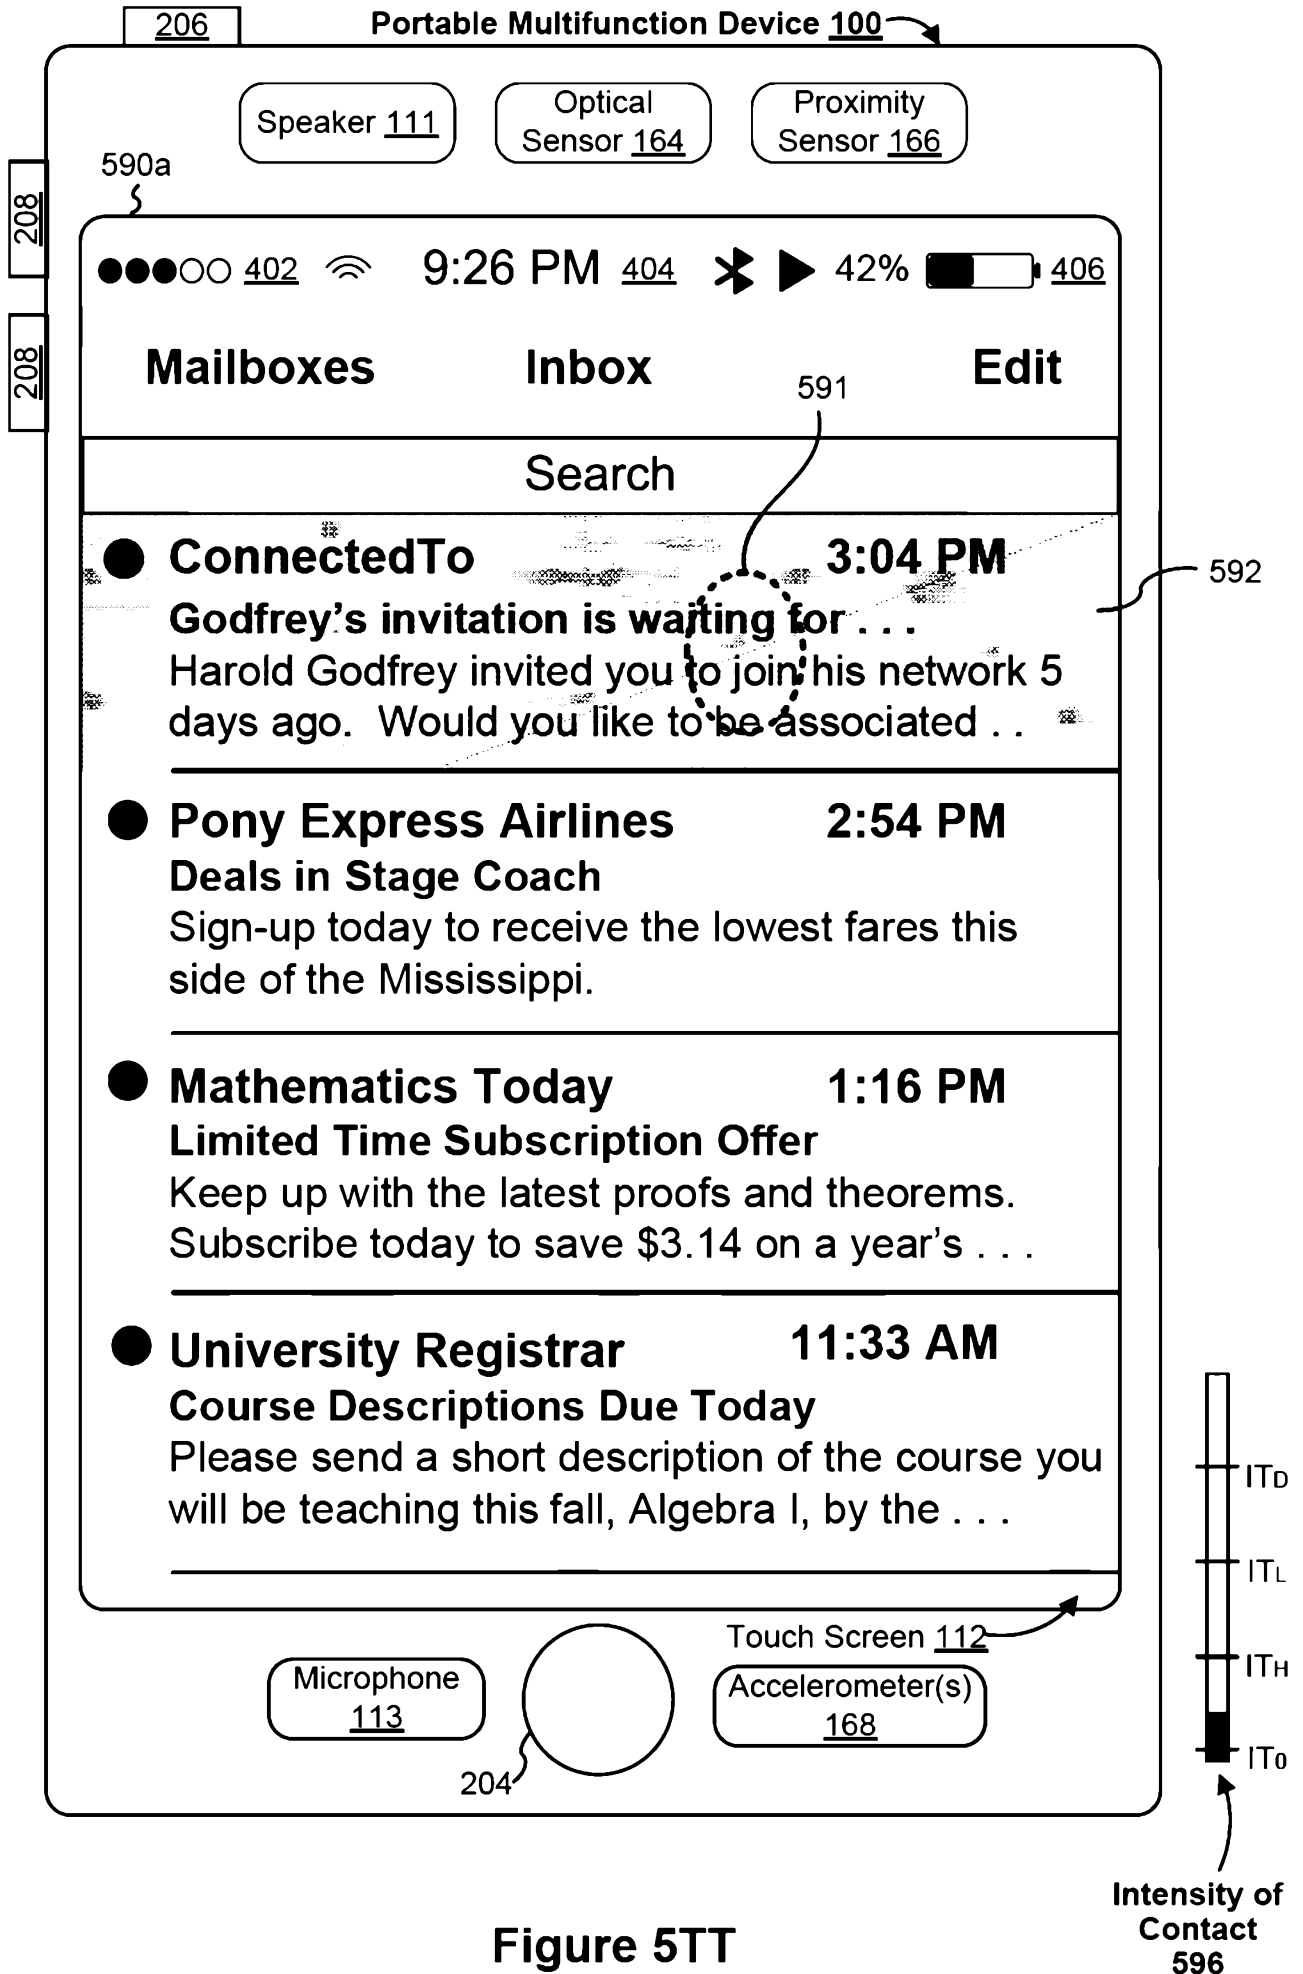 206
Portable Multifunction Device 100
Speaker 111
Optical
Sensor 164
Proximity
Sensor 166
590a
208
402
9:26 PM 404
42%
406
208
Mailboxes Inbox Edit
591
Search
ConnectedTo 3:04 PM
592
Godfrey’s invitation is waiting for . . .
Harold Godfrey invited you to join his network 5
days ago. Would you like to be associated . .
Pony Express Airlines 2:54 PM
Deals in Stage Coach
Sign-up today to receive the lowest fares this
side of the Mississippi.
Mathematics Today 1:16 PM
Limited Time Subscription Offer
Keep up with the latest proofs and theorems.
Subscribe today to save $3.14 on a year’s . . .
University Registrar 11:33 AM
Course Descriptions Due Today
Please send a short description of the course you
will be teaching this fall, Algebra I, by the . . .
ITD
ITL
ITH
IT0
Touch Screen 112
Microphone
113
Accelerometer(s)
168
204
Intensity of
Contact
596
Figure 5TT